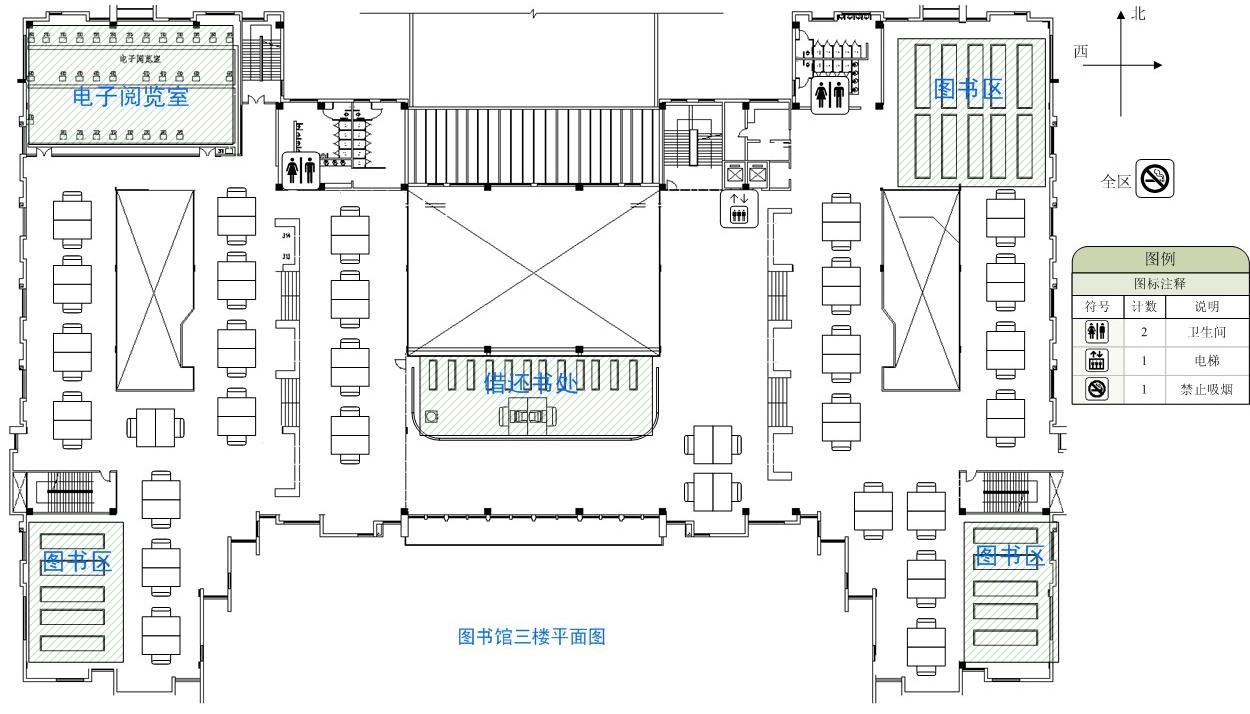 北
西
电子阅览室
电子阅览室
图书区
全区
314
313
图例
图标注释
符号 计数 说明
2 卫生间
1 电梯
1 禁止吸烟
借还书处
图书区
图书区
图书馆三楼平面图